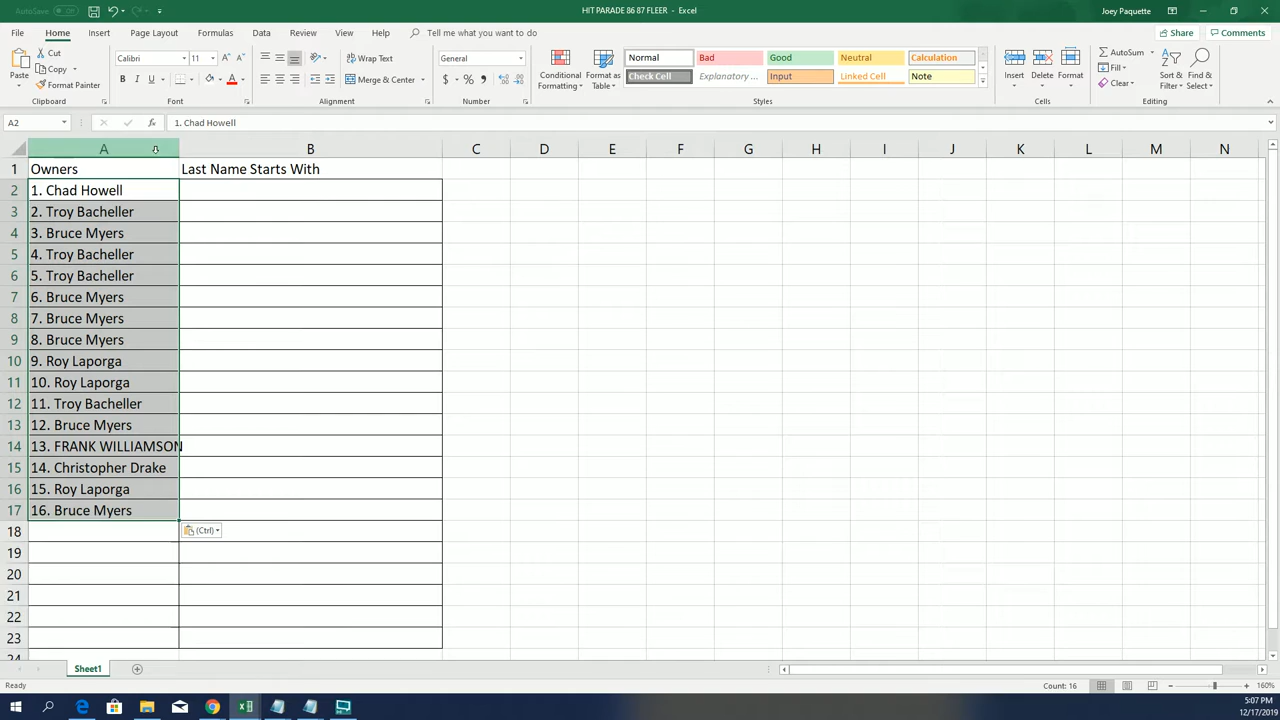 AutoSave Off
HIT PARADE 86 87 FLEER - Excel
Joey Paquette
File Home Insert Page Layout Formulas Data Review View Help Tell me what you want to do
Share Comments
Paste
Cut
Copy
Format Painter
Calibri 11
B I U
A A
Wrap Text
Merge & Center
General
$ % ,
Conditional Formatting
Format as Table
Normal Bad Good Neutral Calculation
Check Cell Explanatory ... Input Linked Cell Note
Insert Delete Format
AutoSum
Fill
Clear
Sort & Filter
Find & Select
Clipboard Font Alignment Number Styles Cells Editing
A2 fx 1. Chad Howell
A B C D E F G H I J K L M N
1 Owners Last Name Starts With
2 1. Chad Howell
3 2. Troy Bacheller
4 3. Bruce Myers
5 4. Troy Bacheller
6 5. Troy Bacheller
7 6. Bruce Myers
8 7. Bruce Myers
9 8. Bruce Myers
10 9. Roy Laporga
11 10. Roy Laporga
12 11. Troy Bacheller
13 12. Bruce Myers
14 13. FRANK WILLIAMSON
15 14. Christopher Drake
16 15. Roy Laporga
17 16. Bruce Myers
18 (Ctrl)
19
20
21
22
23
24
Sheet1
Ready Count: 16 160%
5:07 PM
12/17/2019